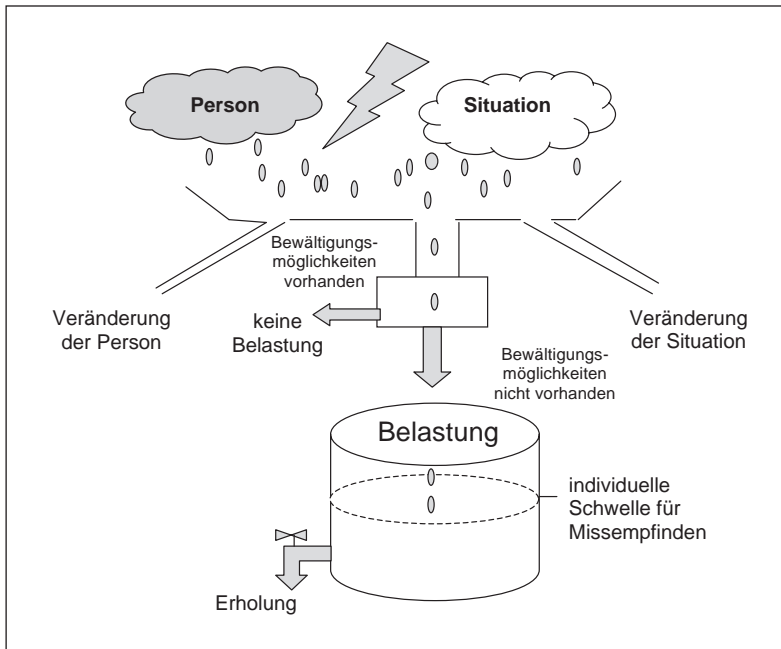 Person
Situation
Bewältigungs-
möglichkeiten
vorhanden
Veränderung
der Person
keine
Belastung
Veränderung
der Situation
Bewältigungs-
möglichkeiten
nicht vorhanden
Belastung
individuelle
Schwelle für
Missempfinden
Erholung